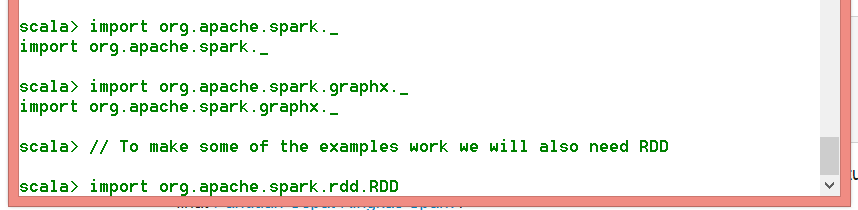 scala> import org.apache.spark._
import org.apache.spark._
scala> import org.apache.spark.graphx._
import org.apache.spark.graphx._
scala> // To make some of the examples work we will also need RDD
scala> import org.apache.spark.rdd.RDD